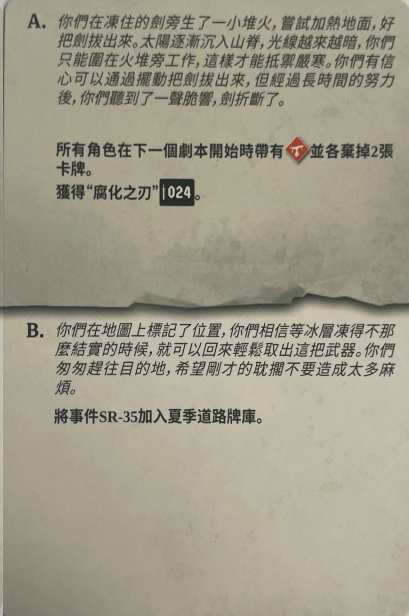 A. 你們在凍住的劍旁生了一小堆火，嘗試加熱地面，好
把劍拔出來。太陽逐漸沉入山脊，光線越來越暗，你們
只能圍在火堆旁工作，這樣才能抵禦嚴寒。你們有信
心可以通過擺動把劍拔出來，但經過長時間的努力
後，你們聽到了一聲脆響，劍折斷了。
所有角色在下一個劇本開始時帶有並各棄掉2張
卡牌。
獲得“腐化之刃”024。
B. 你們在地圖上標記了位置，你們相信等冰層凍得不那
麼結實的時候，就可以回來輕鬆取出這把武器。你們
匆匆趕往目的地，希望剛才的耽擱不要造成太多麻
煩。
將事件SR-35加入夏季道路牌庫。